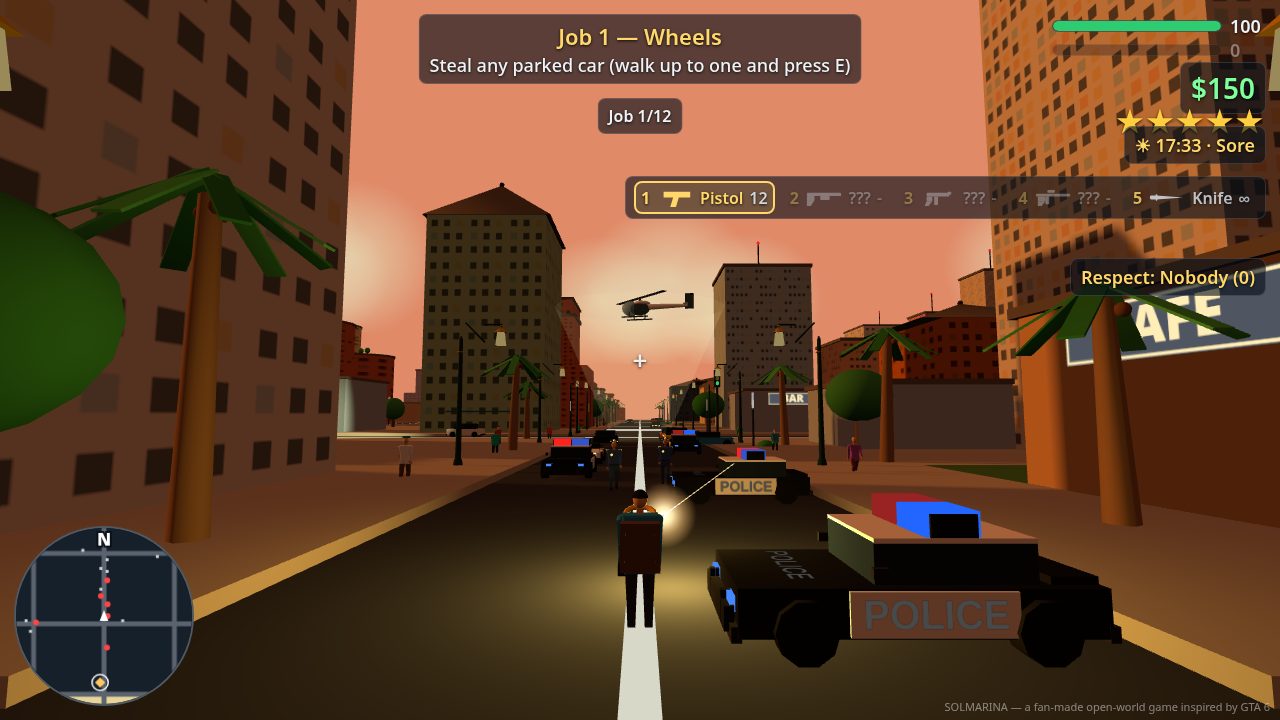 Job 1 — Wheels
Steal any parked car (walk up to one and press E)
Job 1/12
100
0
$150
☀ 17:33 · Sore
1 Pistol 12 2 ??? - 3 ??? - 4 ??? - 5 Knife ∞
Respect: Nobody (0)
AFE
BAR
POLICE
POLICE
POLICE
N
SOLMARINA — a fan-made open-world game inspired by GTA 6